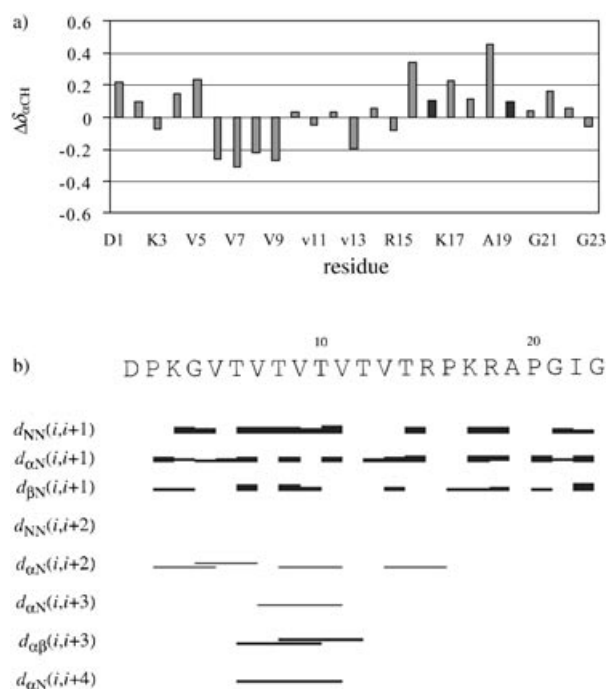 a)
0.6
0.4
0.2
0
-0.2
-0.4
-0.6
ΔδαCH
D1 K3 V5 V7 V9 v11 v13 R15 K17 A19 G21 G23
residue
10 20
b) D P K G V T V T V T V T V T R P K R A P G I G
dNN(i,i+1)
dαN(i,i+1)
dβN(i,i+1)
dNN(i,i+2)
dαN(i,i+2)
dαN(i,i+3)
dαβ(i,i+3)
dαN(i,i+4)